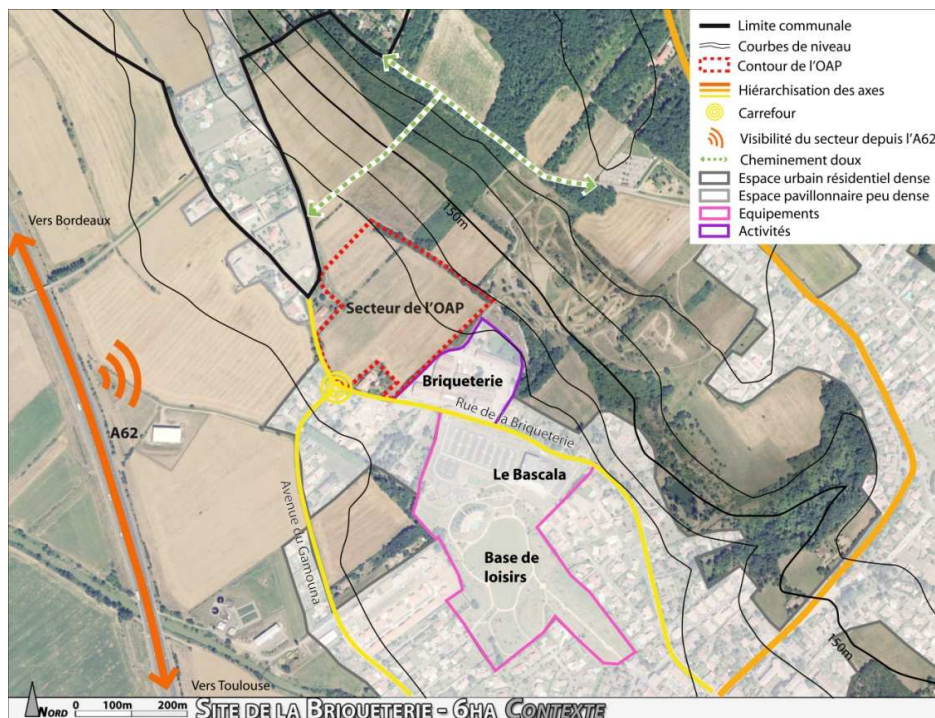 Limite communale
Courbes de niveau
Contour de l'OAP
Hiérarchisation des axes
Carrefour
Visibilité du secteur depuis l'A62
Cheminement doux
Espace urbain résidentiel dense
Espace pavillonnaire peu dense
Equipements
Activités
150m
Vers Bordeaux
Secteur de l'OAP
Briqueterie
Rue de la Briqueterie
A62
Le Bascala
Avenue du Gamouna
Base de
loisirs
150m
Vers Toulouse
NORD 0 100m 200m SITE DE LA BRIQUETERIE - 6HA CONTEXTE